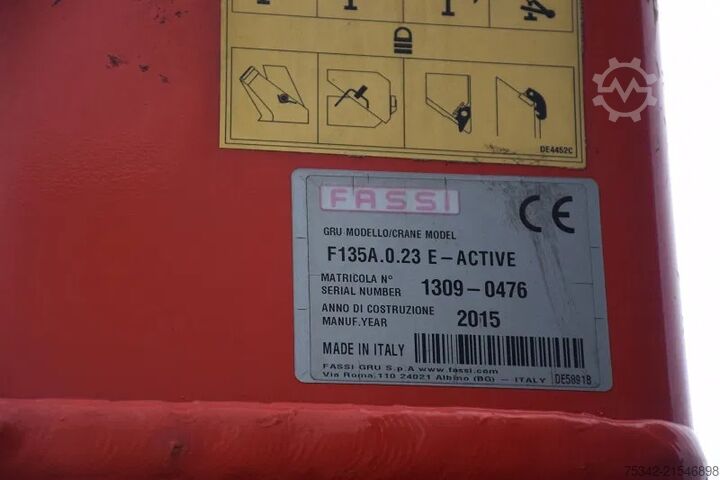 DE4452C
FASSI
CE
GRU MODELLO/CRANE MODEL
F135A.0.23 E-ACTIVE
MATRICOLA N°
SERIAL NUMBER 1309-0476
ANNO DI COSTRUZIONE
MANUF.YEAR 2015
MADE IN ITALY
FASSI GRU S.p.A www.fassi.com
Via Roma,110 24021 Albino (BG) - ITALY DE5891B
75342-21546898